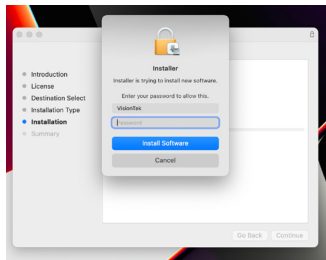 Installer
Installer is trying to install new software.
Enter your password to allow this.
VisionTek
Password
Install Software
Cancel
Introduction
License
Destination Select
Installation Type
Installation
Summary
Go Back
Continue